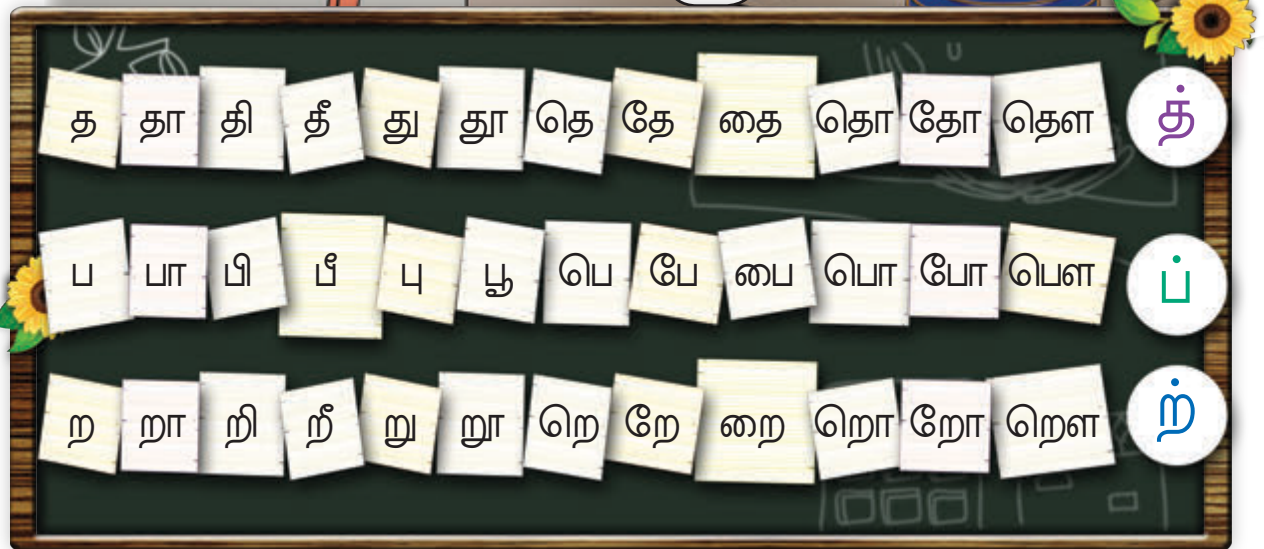 த தா தி தீ து தூ தெ தே தை தொ தோ தௌ த்
ப பா பி பீ பு பூ பெ பே பை பொ போ பௌ ப்
ற றா றி றீ று றூ றெ றே றை றொ றோ றௌ ற்